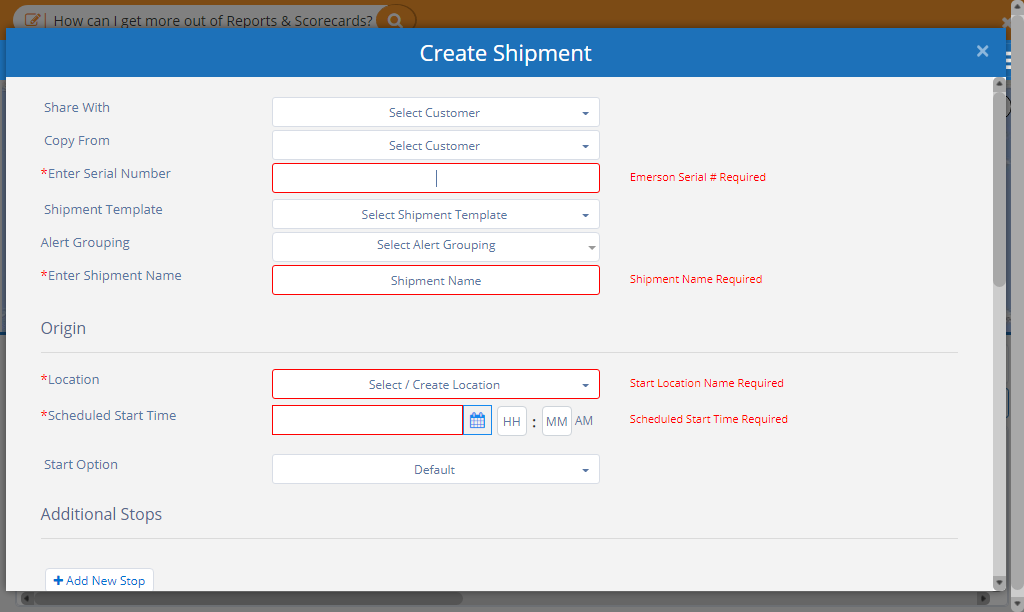 How can I get more out of Reports & Scorecards?
Create Shipment ×
Share With Select Customer
Copy From Select Customer
*Enter Serial Number Emerson Serial # Required
Shipment Template Select Shipment Template
Alert Grouping Select Alert Grouping
*Enter Shipment Name Shipment Name Shipment Name Required
Origin
*Location Select / Create Location Start Location Name Required
*Scheduled Start Time HH : MM AM Scheduled Start Time Required
Start Option Default
Additional Stops
+ Add New Stop